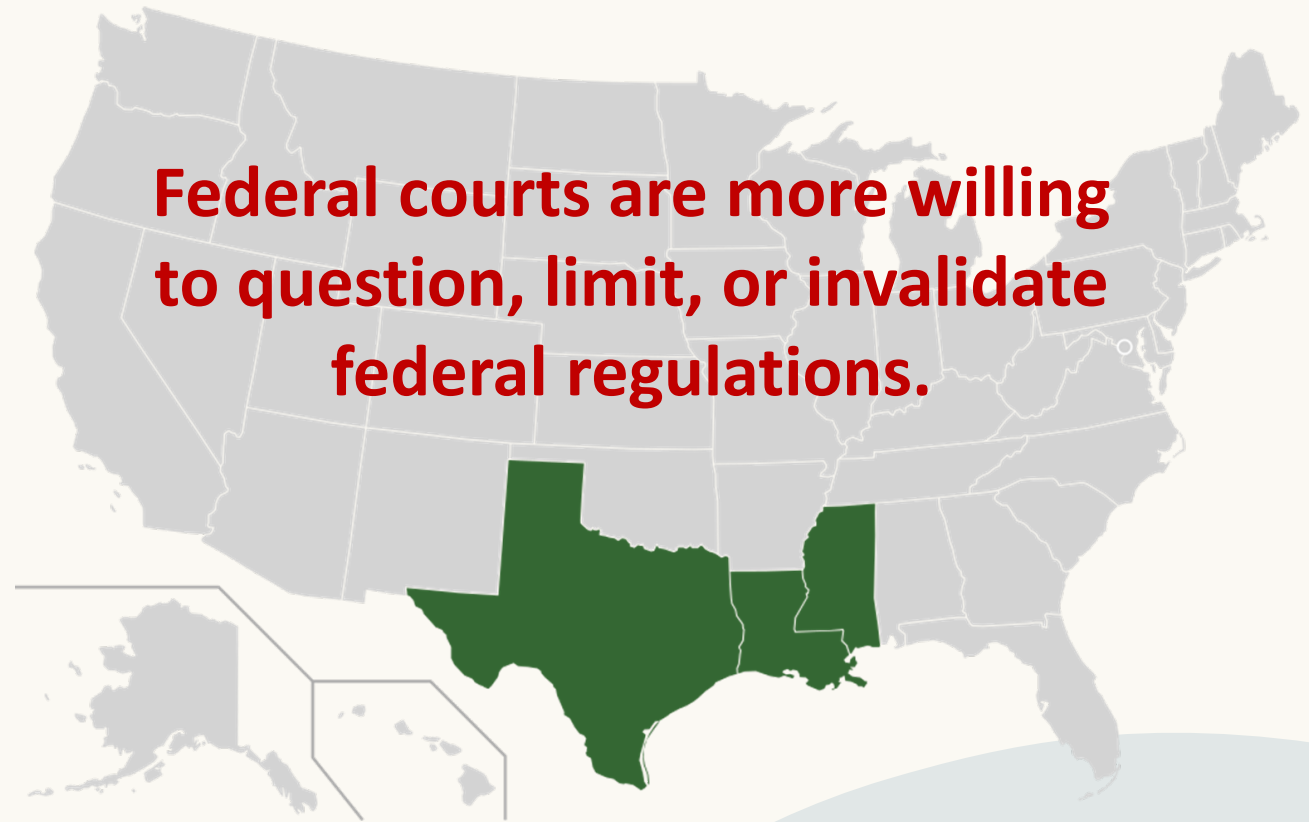 Federal courts are more willing
to question, limit, or invalidate
federal regulations.